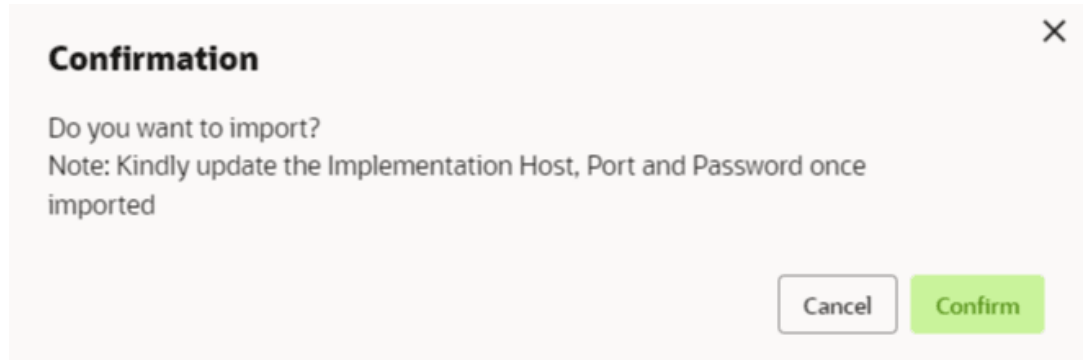 Confirmation
Do you want to import?
Note: Kindly update the Implementation Host, Port and Password once
imported
Cancel Confirm